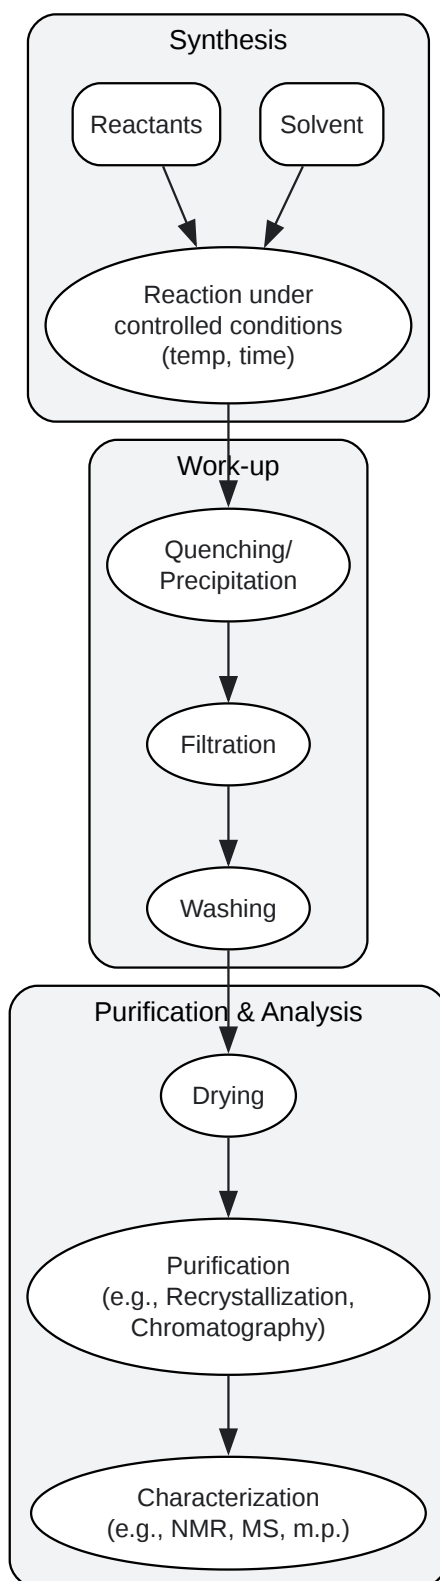 Synthesis
Reactants
Solvent
Reaction under
controlled conditions
(temp, time)
Work-up
Quenching/
Precipitation
Filtration
Washing
Purification & Analysis
Drying
Purification
(e.g., Recrystallization,
Chromatography)
Characterization
(e.g., NMR, MS, m.p.)